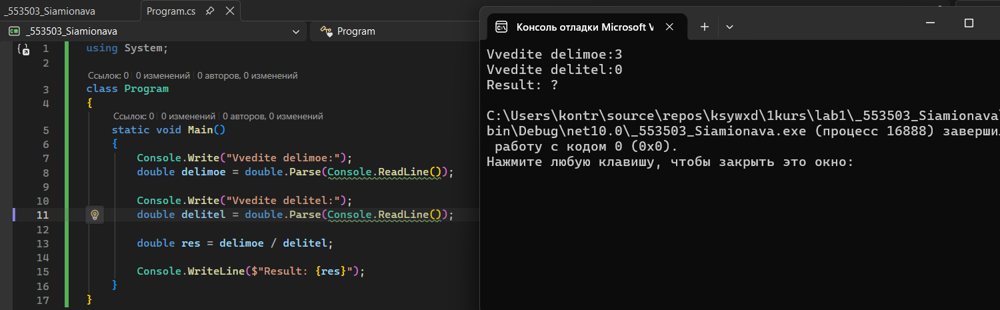 _553503_Siamionava
Program.cs
_553503_Siamionava
Program
1 using System;
2
Ссылок: 0 | 0 изменений | 0 авторов, 0 изменений
3 class Program
4 {
Ссылок: 0 | 0 изменений | 0 авторов, 0 изменений
5 static void Main()
6 {
7 Console.Write("Vvedite delimoe:");
8 double delimoe = double.Parse(Console.ReadLine());
9
10 Console.Write("Vvedite delitel:");
11 double delitel = double.Parse(Console.ReadLine());
12
13 double res = delimoe / delitel;
14
15 Console.WriteLine($"Result: {res}");
16 }
17 }
Консоль отладки Microsoft V
Vvedite delimoe:3
Vvedite delitel:0
Result: ?
C:\Users\kontr\source\repos\ksywxd\1kurs\lab1\_553503_Siamionava\
bin\Debug\net10.0\_553503_Siamionava.exe (процесс 16888) заверши
работу с кодом 0 (0x0).
Нажмите любую клавишу, чтобы закрыть это окно: